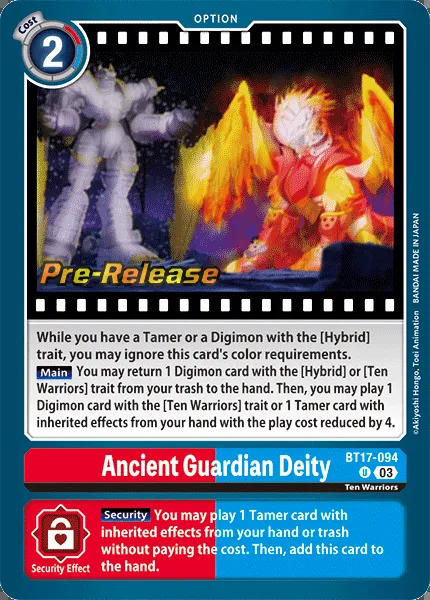 OPTION
Cost
2
Pre-Release
©Akiyoshi Hongo, Toei Animation BANDAI MADE IN JAPAN
While you have a Tamer or a Digimon with the [Hybrid]
trait, you may ignore this card's color requirements.
Main You may return 1 Digimon card with the [Hybrid] or [Ten
Warriors] trait from your trash to the hand. Then, you may play 1
Digimon card with the [Ten Warriors] trait or 1 Tamer card with
inherited effects from your hand with the play cost reduced by 4.
Ancient Guardian Deity
BT17-094
U 03
Ten Warriors
Security You may play 1 Tamer card with
inherited effects from your hand or trash
without paying the cost. Then, add this card to
the hand.
Security Effect